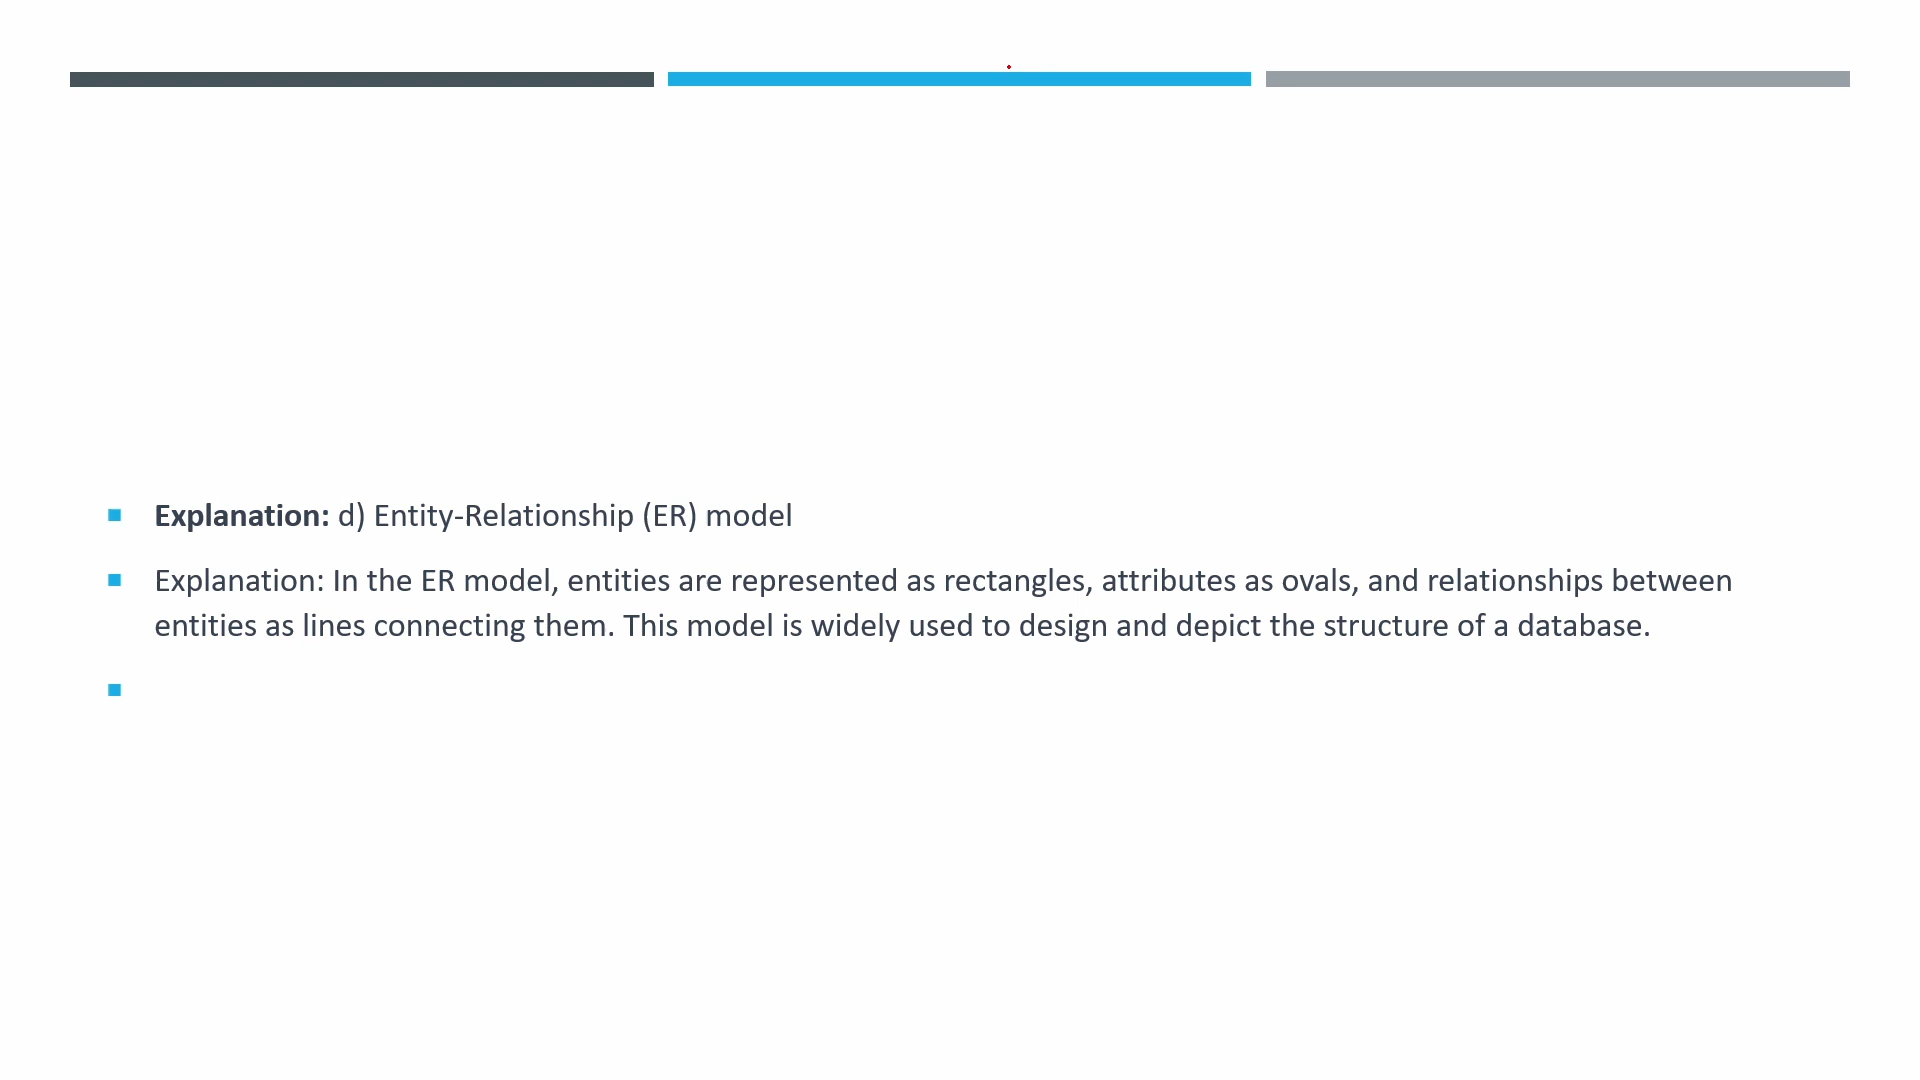 Explanation: d) Entity-Relationship (ER) model
Explanation: In the ER model, entities are represented as rectangles, attributes as ovals, and relationships between
entities as lines connecting them. This model is widely used to design and depict the structure of a database.